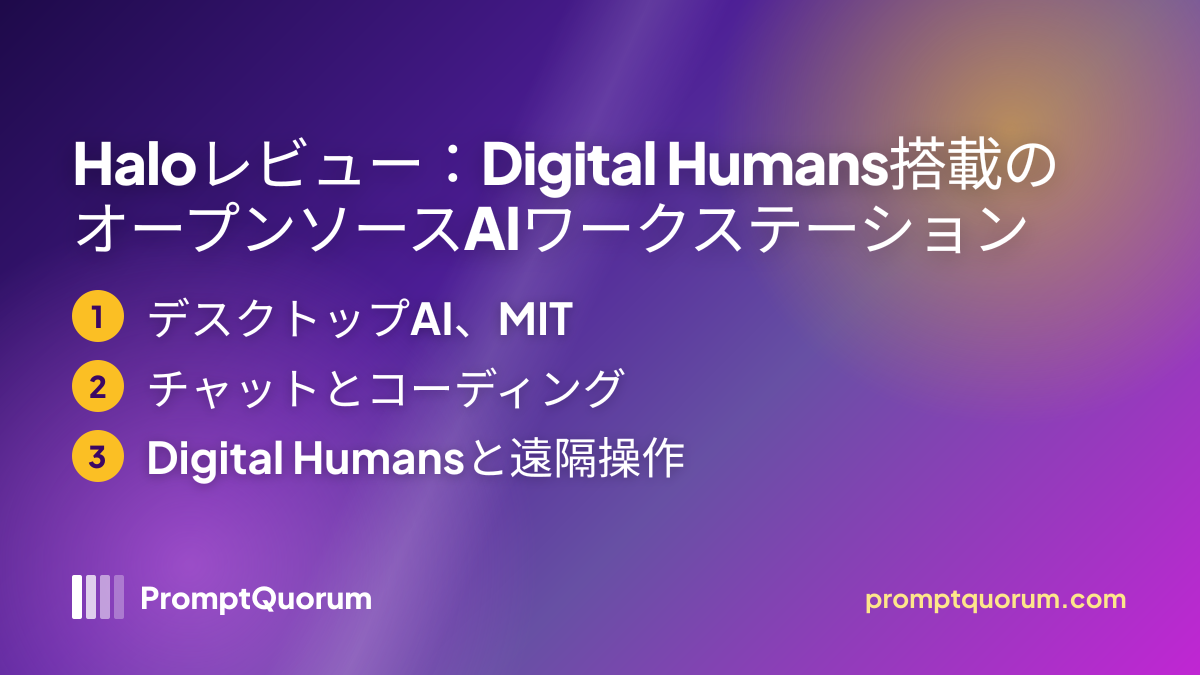 Haloレビュー：Digital Humans搭載の
オープンソースAIワークステーション
1 デスクトップAI、MIT
2 チャットとコーディング
3 Digital Humansと遠隔操作
PromptQuorum
promptquorum.com